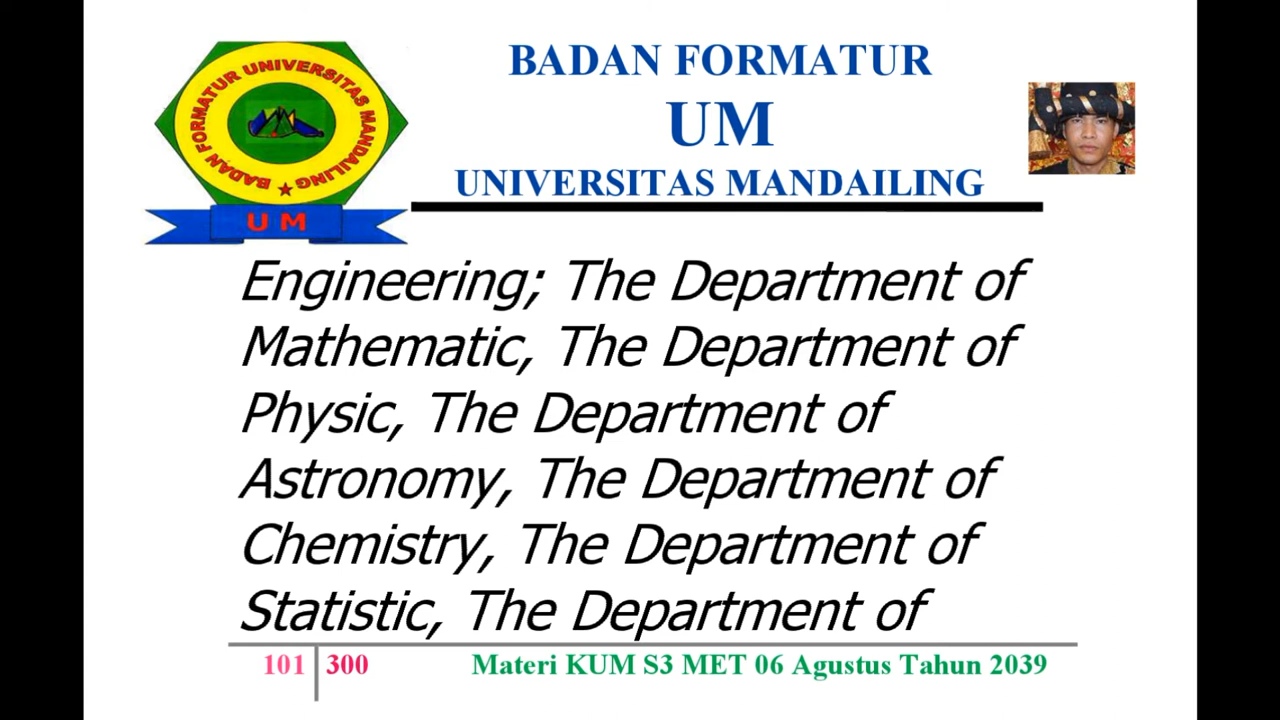 BADAN FORMATUR UNIVERSITAS MANDAILING
U M
BADAN FORMATUR
UM
UNIVERSITAS MANDAILING
Engineering; The Department of
Mathematic, The Department of
Physic, The Department of
Astronomy, The Department of
Chemistry, The Department of
Statistic, The Department of
101 300 Materi KUM S3 MET 06 Agustus Tahun 2039